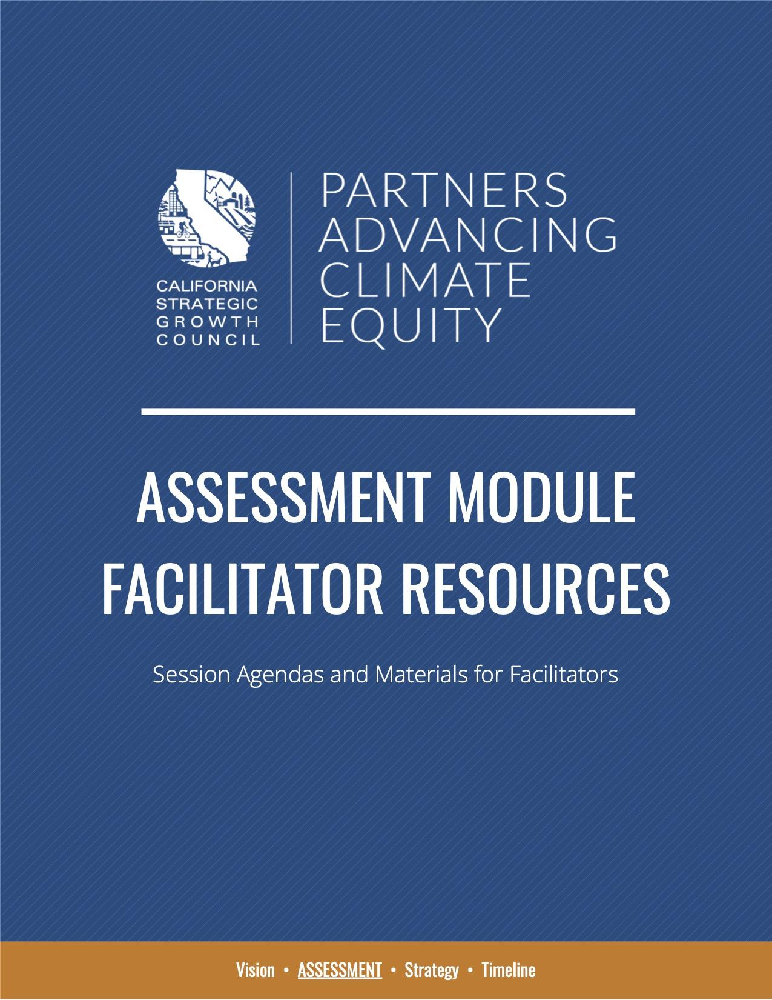 CALIFORNIA
STRATEGIC
GROWTH
COUNCIL
PARTNERS
ADVANCING
CLIMATE
EQUITY
ASSESSMENT MODULE
FACILITATOR RESOURCES
Session Agendas and Materials for Facilitators
Vision • ASSESSMENT • Strategy • Timeline